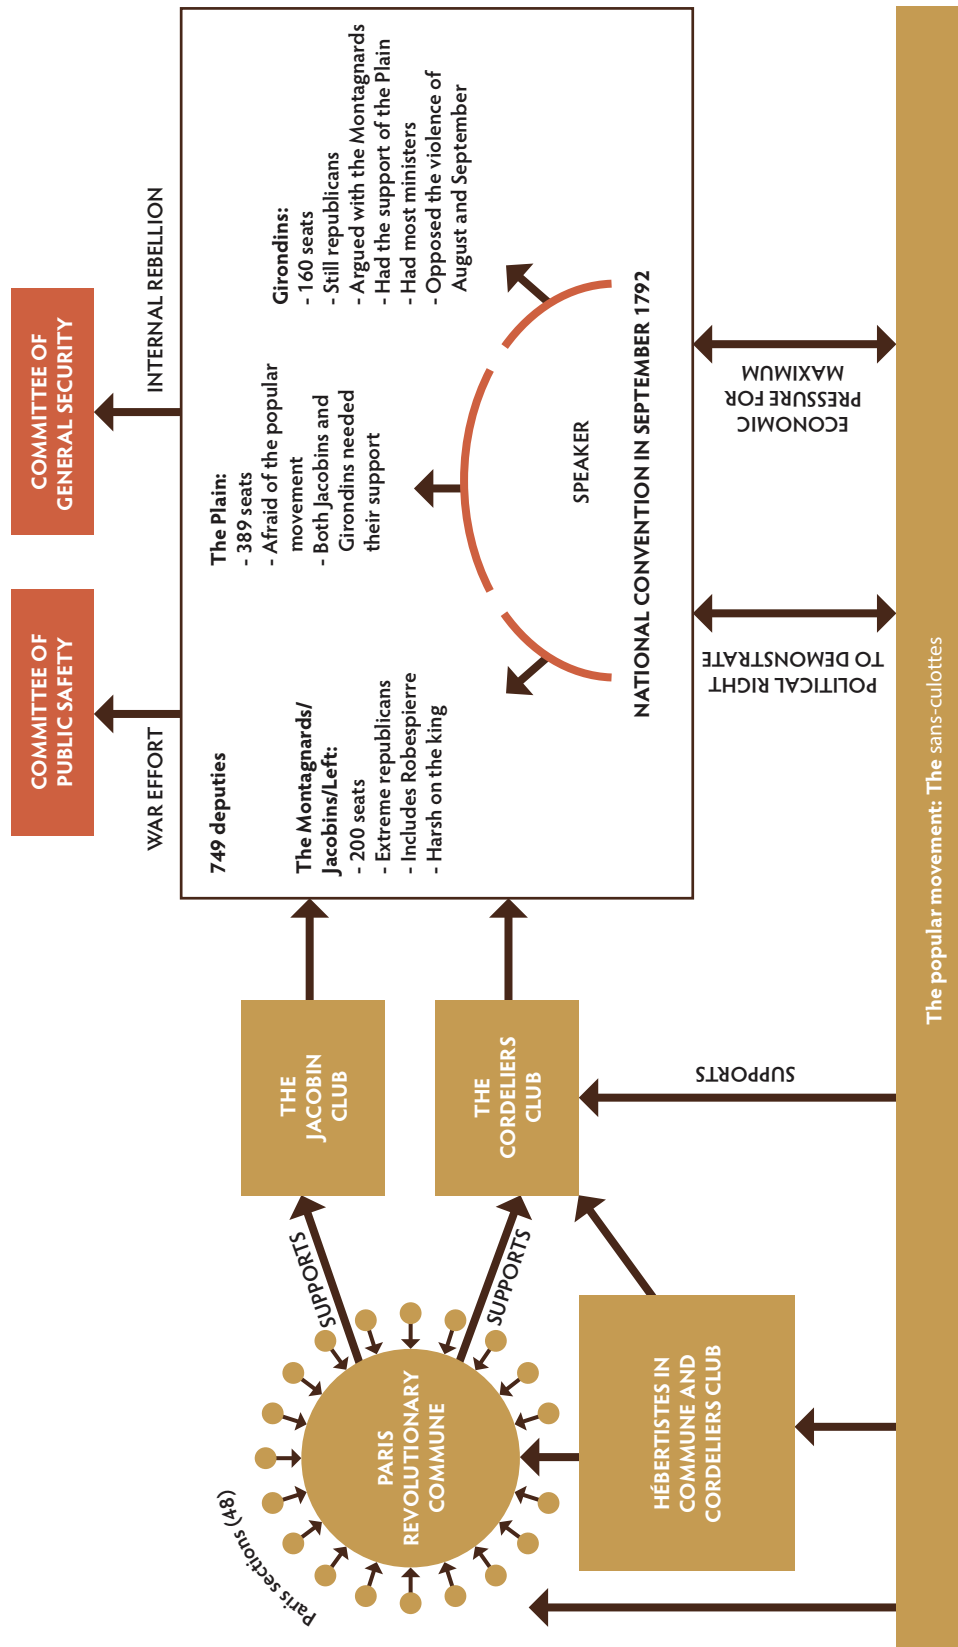 COMMITTEE OF
PUBLIC SAFETY
COMMITTEE OF
GENERAL SECURITY
WAR EFFORT
INTERNAL REBELLION
749 deputies
The Montagnards/
Jacobins/Left:
- 200 seats
- Extreme republicans
- Includes Robespierre
- Harsh on the king
The Plain:
- 389 seats
- Afraid of the popular
movement
- Both Jacobins and
Girondins needed
their support
Girondins:
- 160 seats
- Still republicans
- Argued with the Montagnards
- Had the support of the Plain
- Had most ministers
- Opposed the violence of
August and September
SPEAKER
NATIONAL CONVENTION IN SEPTEMBER 1792
THE
JACOBIN
CLUB
THE
CORDELIERS
CLUB
SUPPORTS
SUPPORTS
Paris sections (48)
PARIS
REVOLUTIONARY
COMMUNE
HÉBERTISTES IN
COMMUNE AND
CORDELIERS CLUB
SUPPORTS
POLITICAL RIGHT
TO DEMONSTRATE
ECONOMIC
PRESSURE FOR
MAXIMUM
The popular movement: The sans-culottes